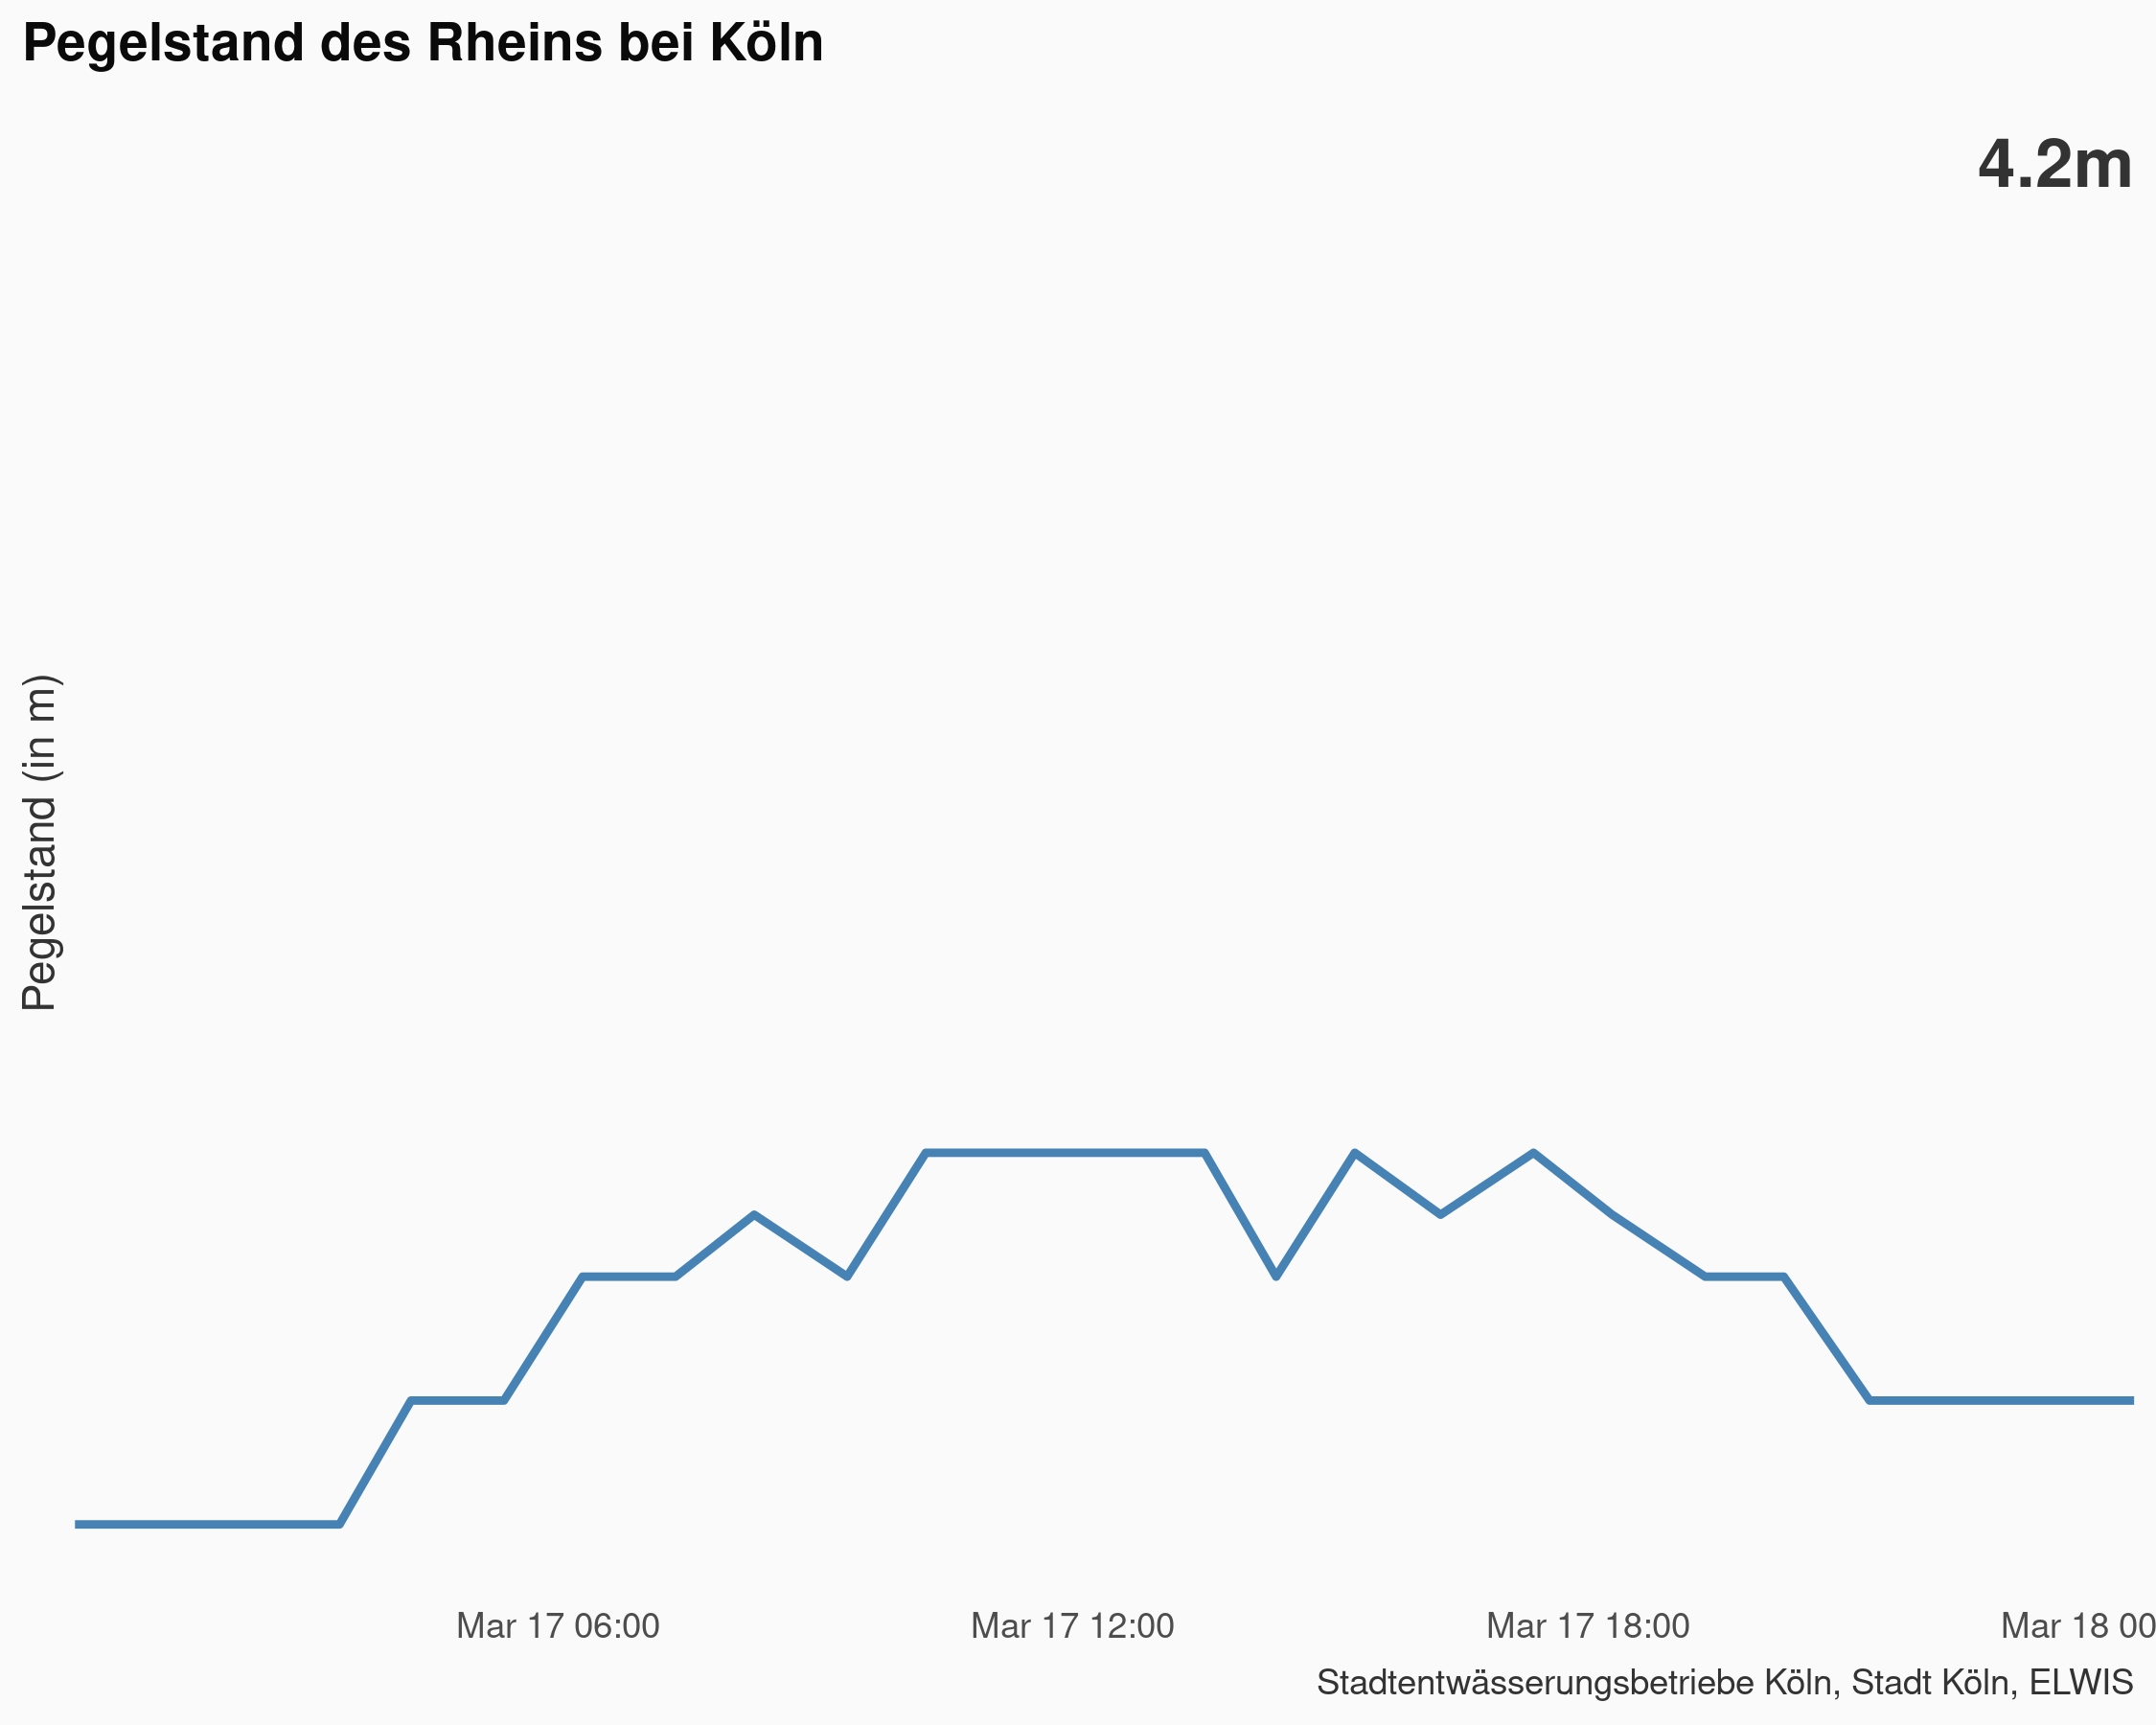 Pegelstand des Rheins bei Köln
4.2m
Pegelstand (in m)
Mar 17 06:00
Mar 17 12:00
Mar 17 18:00
Mar 18 00
Stadtentwässerungsbetriebe Köln, Stadt Köln, ELWIS